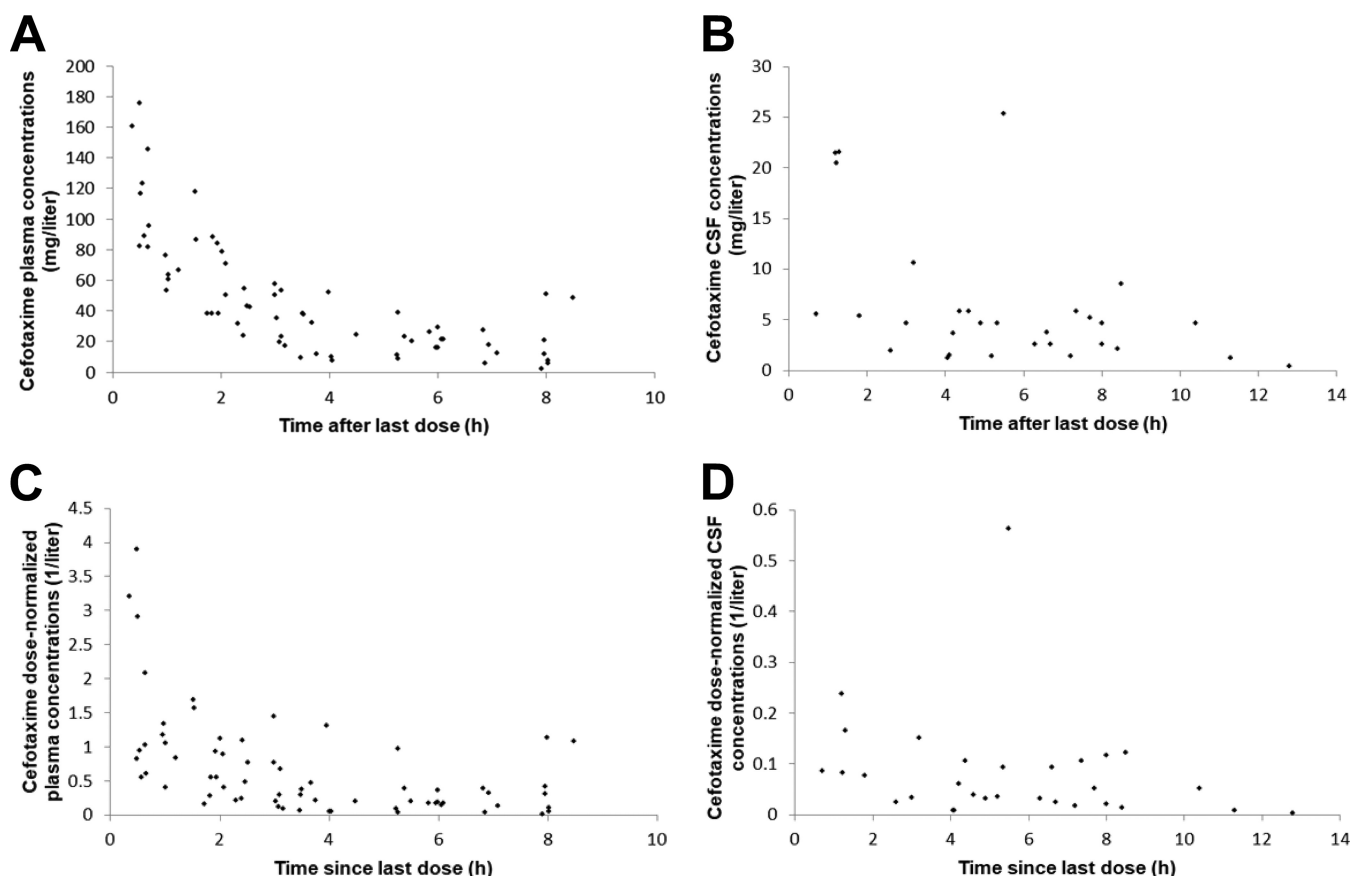 A
Cefotaxime plasma concentrations
(mg/liter)
200
180
160
140
120
100
80
60
40
20
0
0 2 4 6 8 10
Time after last dose (h)
B
Cefotaxime CSF concentrations
(mg/liter)
30
25
20
15
10
5
0
0 2 4 6 8 10 12 14
Time after last dose (h)
C
Cefotaxime dose-normalized
plasma concentrations (1/liter)
4.5
4
3.5
3
2.5
2
1.5
1
0.5
0
0 2 4 6 8 10
Time since last dose (h)
D
Cefotaxime dose-normalized CSF
concentrations (1/liter)
0.6
0.5
0.4
0.3
0.2
0.1
0
0 2 4 6 8 10 12 14
Time since last dose (h)